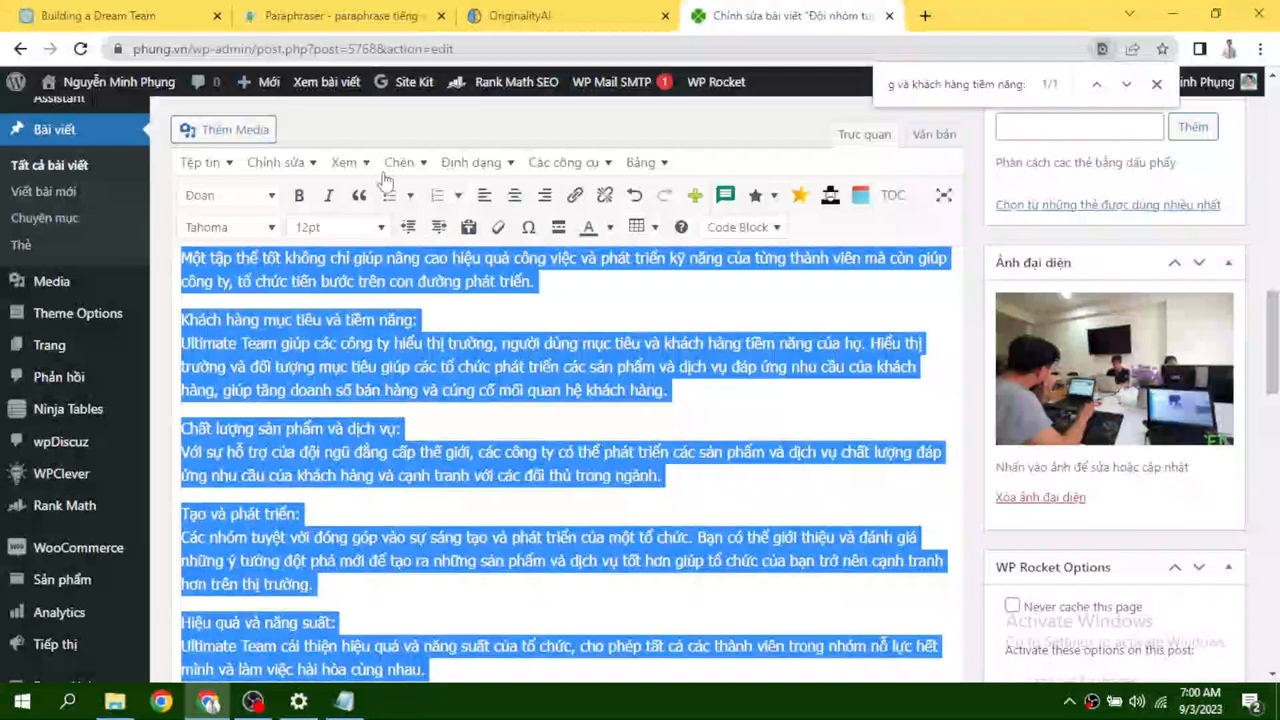 Building a Dream Team
Paraphraser - paraphrase tiếng
OriginalityAI
Chỉnh sửa bài viết "Đội nhóm tu
phung.vn/wp-admin/post.php?post=5768&action=edit
Nguyễn Minh Phụng
0
Mới
Xem bài viết
Site Kit
Rank Math SEO
WP Mail SMTP
1
WP Rocket
g và khách hàng tiềm năng:
1/1
inh Phụng
Assistant
Bài viết
Tất cả bài viết
Viết bài mới
Chuyên mục
Thẻ
Media
Theme Options
Trang
Phản hồi
Ninja Tables
wpDiscuz
WPClever
Rank Math
WooCommerce
Sản phẩm
Analytics
Tiếp thị
Thêm Media
Trực quan
Văn bản
Tệp tin
Chỉnh sửa
Xem
Chèn
Định dạng
Các công cụ
Bảng
Đoạn
TOC
Tahoma
12pt
Code Block
Một tập thể tốt không chỉ giúp nâng cao hiệu quả công việc và phát triển kỹ năng của từng thành viên mà còn giúp
công ty, tổ chức tiến bước trên con đường phát triển.
Khách hàng mục tiêu và tiềm năng:
Ultimate Team giúp các công ty hiểu thị trường, người dùng mục tiêu và khách hàng tiềm năng của họ. Hiểu thị
trường và đối tượng mục tiêu giúp các tổ chức phát triển các sản phẩm và dịch vụ đáp ứng nhu cầu của khách
hàng, giúp tăng doanh số bán hàng và củng cố mối quan hệ khách hàng.
Chất lượng sản phẩm và dịch vụ:
Với sự hỗ trợ của đội ngũ đẳng cấp thế giới, các công ty có thể phát triển các sản phẩm và dịch vụ chất lượng đáp
ứng nhu cầu của khách hàng và cạnh tranh với các đối thủ trong ngành.
Tạo và phát triển:
Các nhóm tuyệt vời đóng góp vào sự sáng tạo và phát triển của một tổ chức. Bạn có thể giới thiệu và đánh giá
những ý tưởng đột phá mới để tạo ra những sản phẩm và dịch vụ tốt hơn giúp tổ chức của bạn trở nên cạnh tranh
hơn trên thị trường.
Hiệu quả và năng suất:
Ultimate Team cải thiện hiệu quả và năng suất của tổ chức, cho phép tất cả các thành viên trong nhóm nỗ lực hết
mình và làm việc hài hòa cùng nhau.
Thêm
Phân cách các thẻ bằng dấu phẩy
Chọn từ những thẻ được dùng nhiều nhất
Ảnh đại diện
Nhấn vào ảnh để sửa hoặc cập nhật
Xóa ảnh đại diện
WP Rocket Options
Never cache this page
Activate Windows
Go to Settings to activate Windows.
Activate these options on this post:
7:00 AM
9/3/2023
2